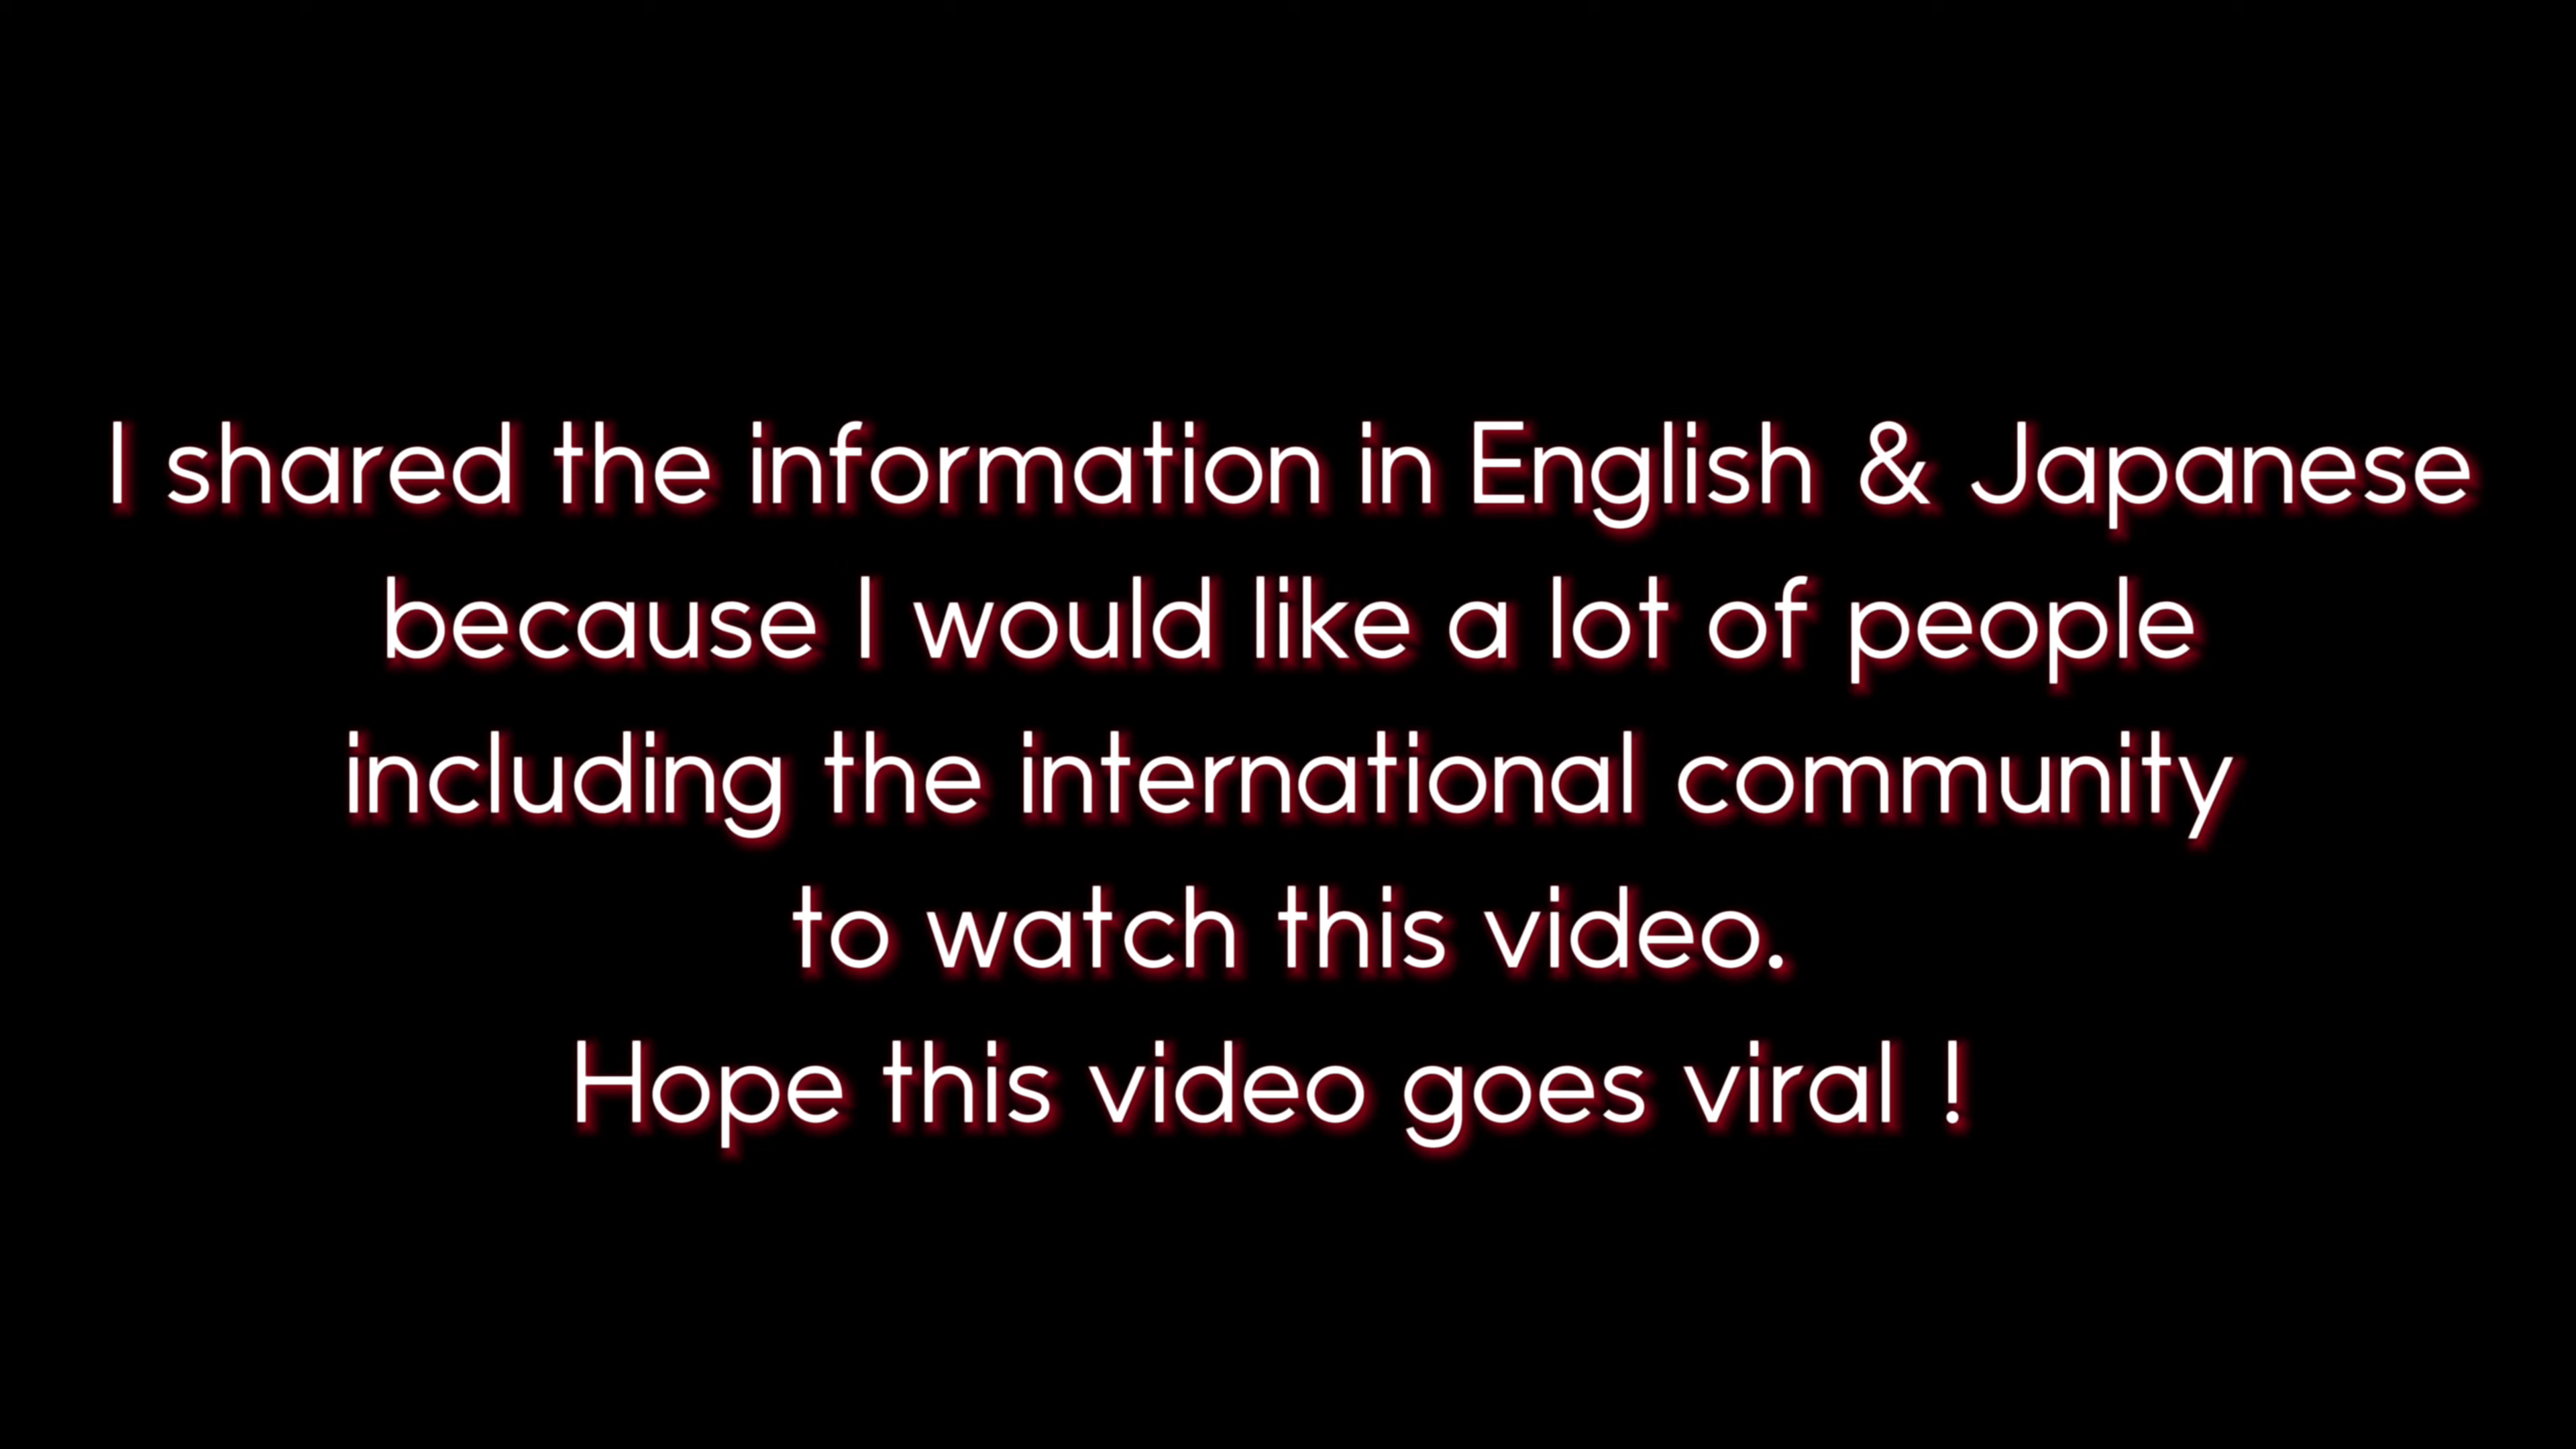 I shared the information in English & Japanese
because I would like a lot of people
including the international community
to watch this video.
Hope this video goes viral !